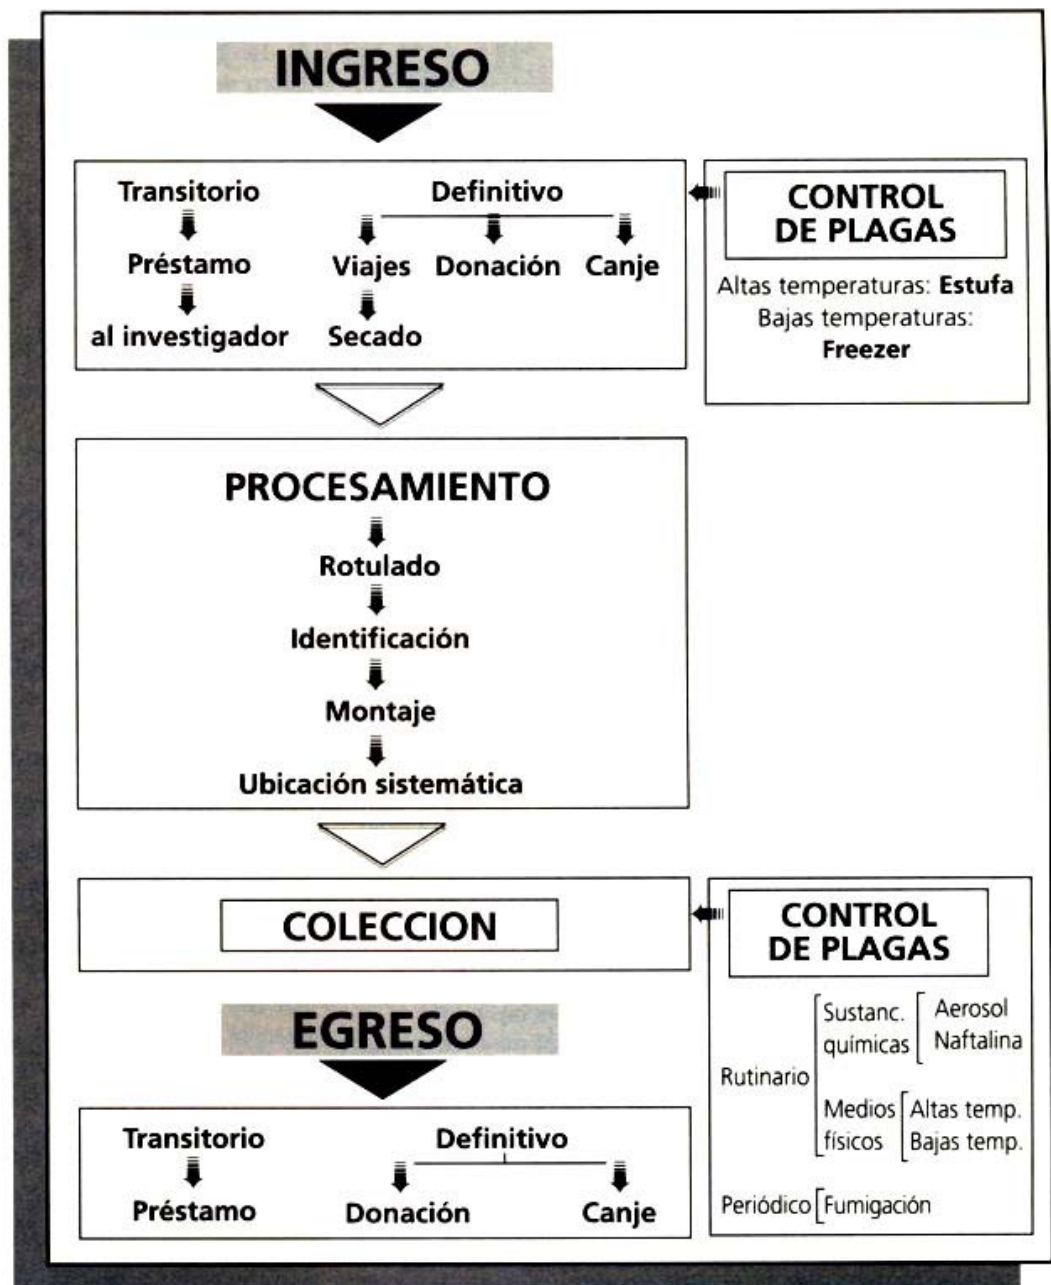 INGRESO
Transitorio
Préstamo
al investigador
Definitivo
Viajes Donación Canje
Secado
CONTROL
DE PLAGAS
Altas temperaturas: Estufa
Bajas temperaturas:
Freezer
PROCESAMIENTO
Rotulado
Identificación
Montaje
Ubicación sistemática
COLECCION
CONTROL
DE PLAGAS
Rutinario
Sustanc.
químicas
Aerosol
Naftalina
Medios
físicos
Altas temp.
Bajas temp.
Periódico Fumigación
EGRESO
Transitorio
Préstamo
Definitivo
Donación Canje